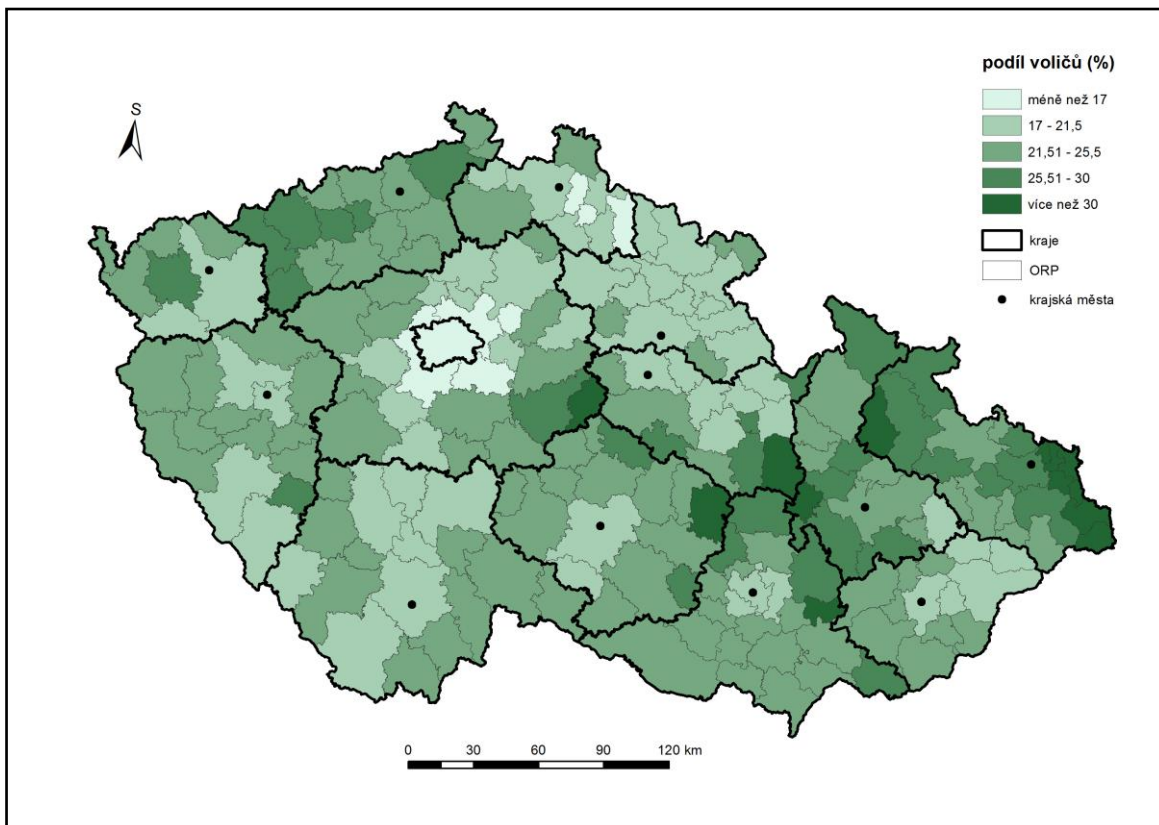 podíl voličů (%)
méně než 17
17 - 21,5
21,51 - 25,5
25,51 - 30
více než 30
kraje
ORP
krajská města
S
0 30 60 90 120 km